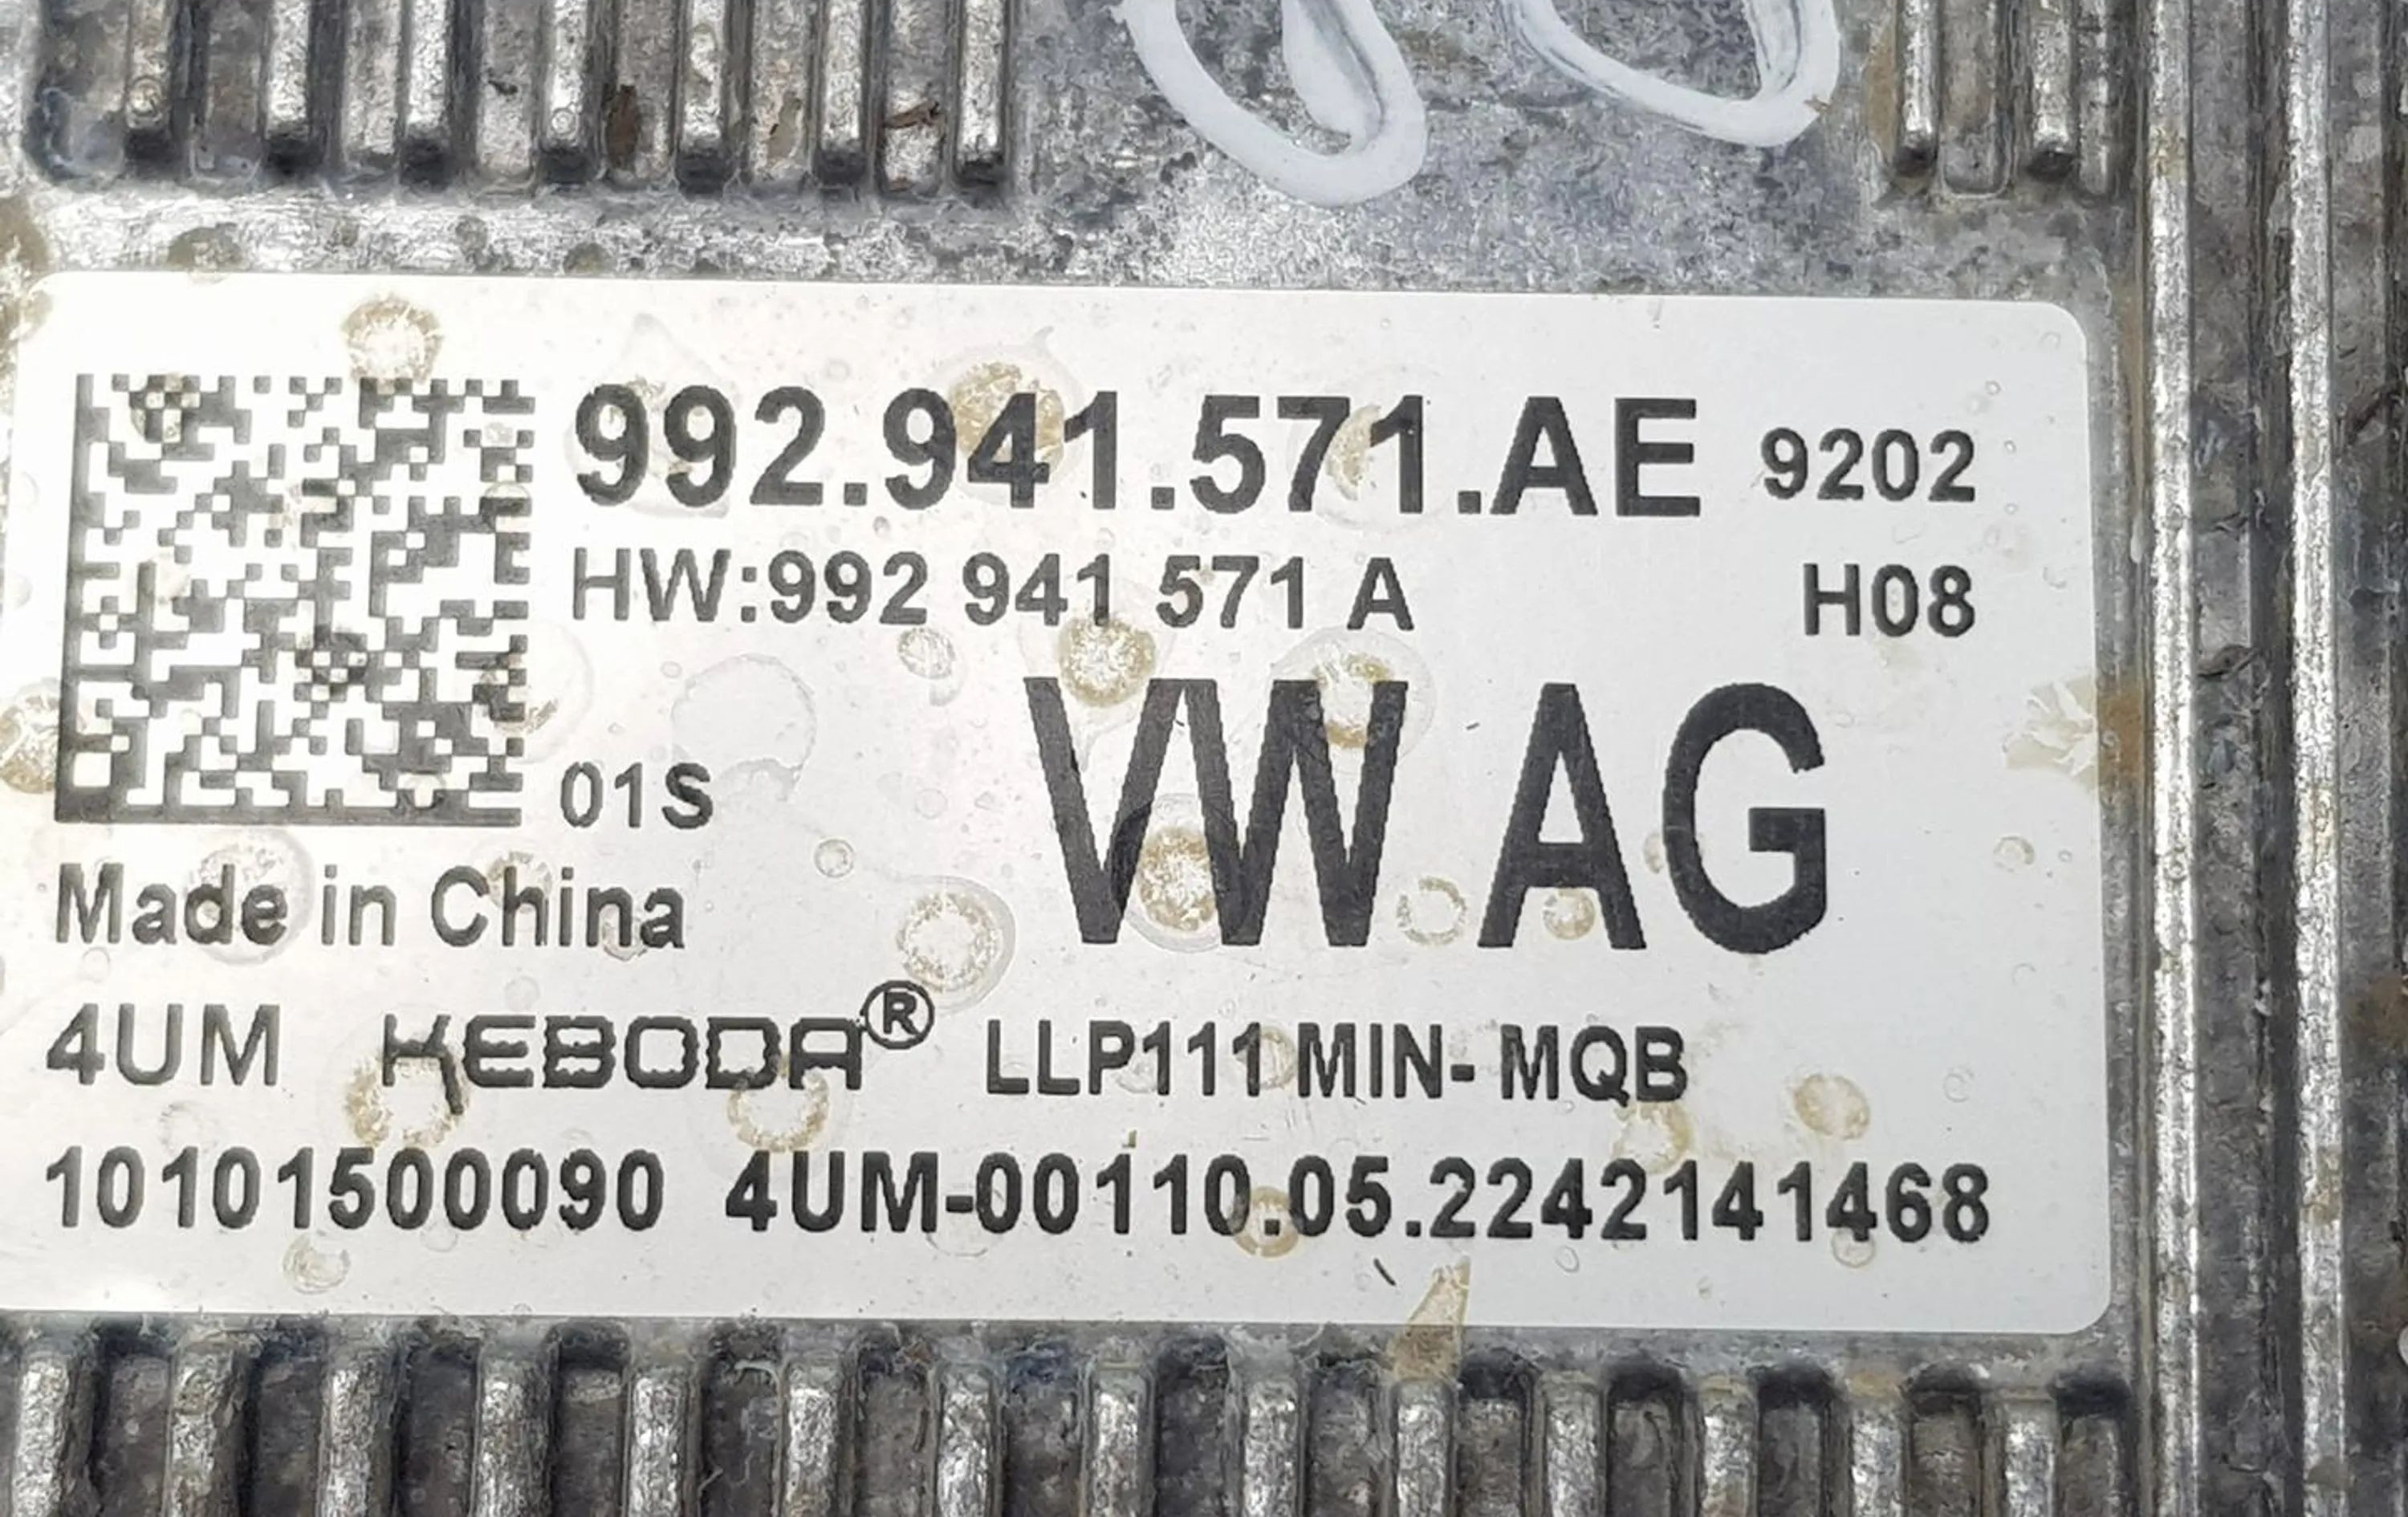 992.941.571.AE 9202
HW:992 941 571 A H08
VW AG
01S
Made in China
4UM KEBODA® LLP111 MIN- MQB
10101500090 4UM-00110.05.2242141468